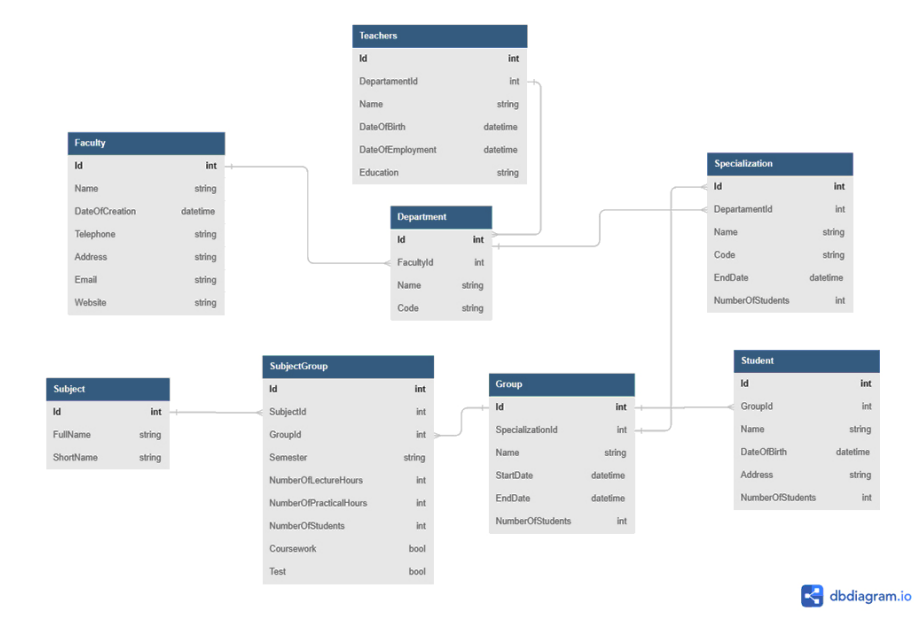 Teachers
Id int
DepartamentId int
Name string
DateOfBirth datetime
DateOfEmployment datetime
Education string
Faculty
Id int
Name string
DateOfCreation datetime
Telephone string
Address string
Email string
Website string
Specialization
Id int
DepartamentId int
Name string
Code string
EndDate datetime
NumberOfStudents int
Department
Id int
FacultyId int
Name string
Code string
Subject
Id int
FullName string
ShortName string
SubjectGroup
Id int
SubjectId int
GroupId int
Semester string
NumberOfLectureHours int
NumberOfPracticalHours int
NumberOfStudents int
Coursework bool
Test bool
Group
Id int
SpecializationId int
Name string
StartDate datetime
EndDate datetime
NumberOfStudents int
Student
Id int
GroupId int
Name string
DateOfBirth datetime
Address string
NumberOfStudents int
dbdiagram.io